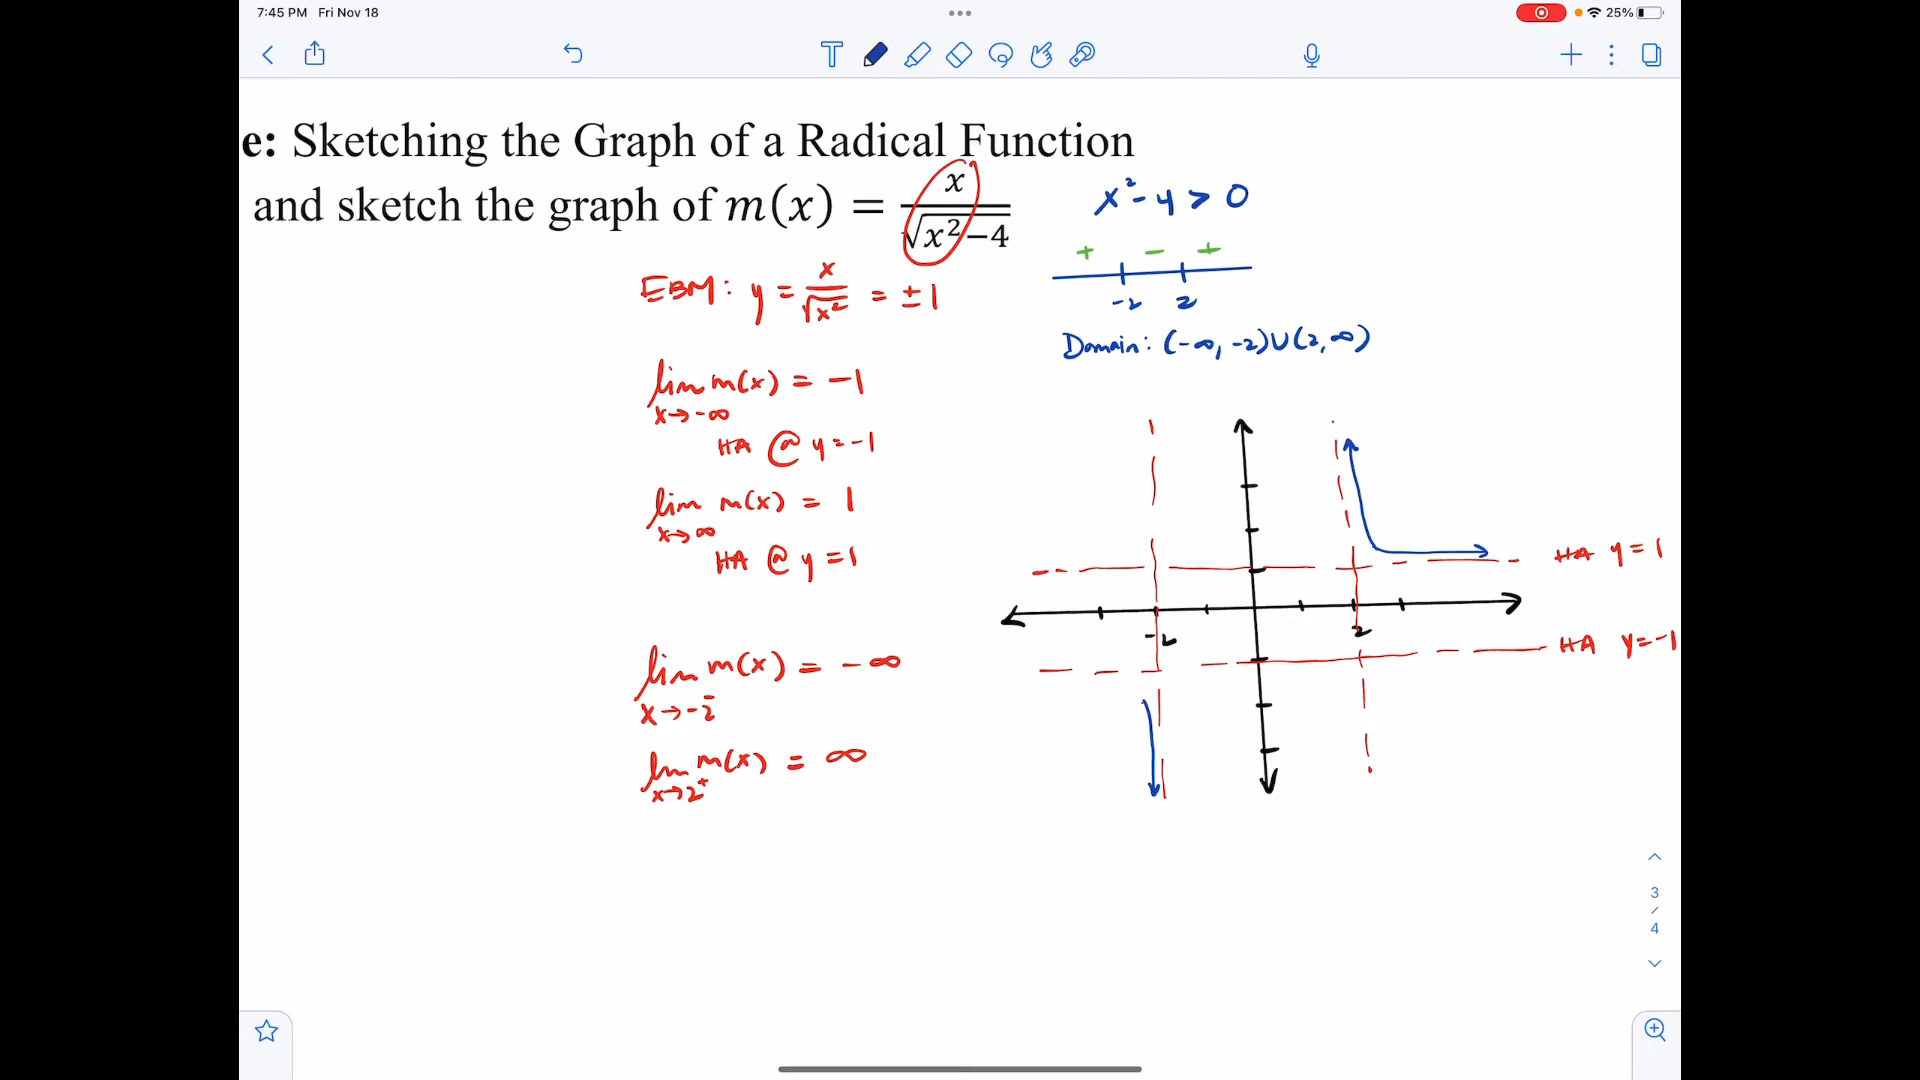 7:45 PM Fri Nov 18
25%
e: Sketching the Graph of a Radical Function
and sketch the graph of m(x) = x/√(x²−4)
x² - 4 > 0
+ - +
-2 2
Domain: (-∞, -2)∪(2, ∞)
EBM: y = x/√x² = ±1
lim m(x) = -1
x→-∞
HA @ y = -1
lim m(x) = 1
x→∞
HA @ y = 1
lim m(x) = -∞
x→-2⁻
lim m(x) = ∞
x→2⁺
HA y = 1
-2 2
HA y = -1
3
/
4